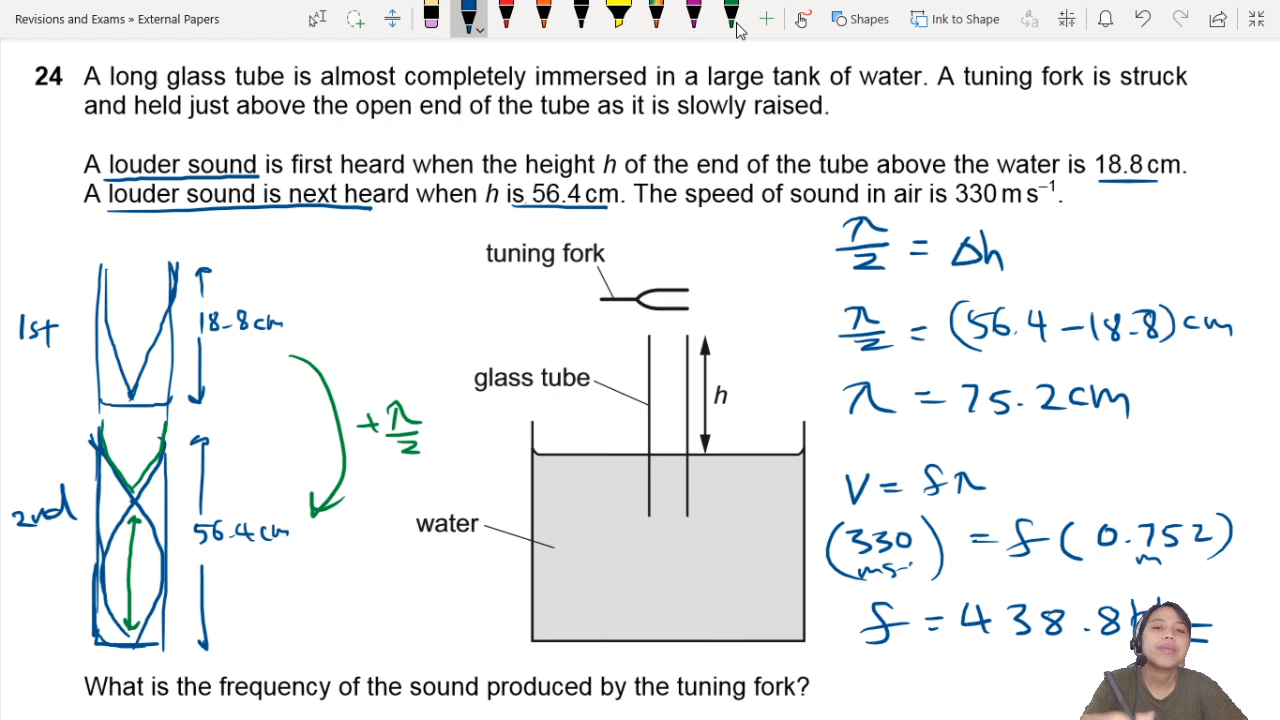 Revisions and Exams » External Papers
Shapes
Ink to Shape
24 A long glass tube is almost completely immersed in a large tank of water. A tuning fork is struck
and held just above the open end of the tube as it is slowly raised.
A louder sound is first heard when the height h of the end of the tube above the water is 18.8 cm.
A louder sound is next heard when h is 56.4 cm. The speed of sound in air is 330 m s⁻¹.
tuning fork
glass tube
h
water
1st
18.8cm
+λ/2
2nd
56.4cm
λ/2 = Δh
λ/2 = (56.4 - 18.8) cm
λ = 75.2cm
V = fλ
(330 ms⁻¹) = f (0.752 m)
f = 438.8
What is the frequency of the sound produced by the tuning fork?